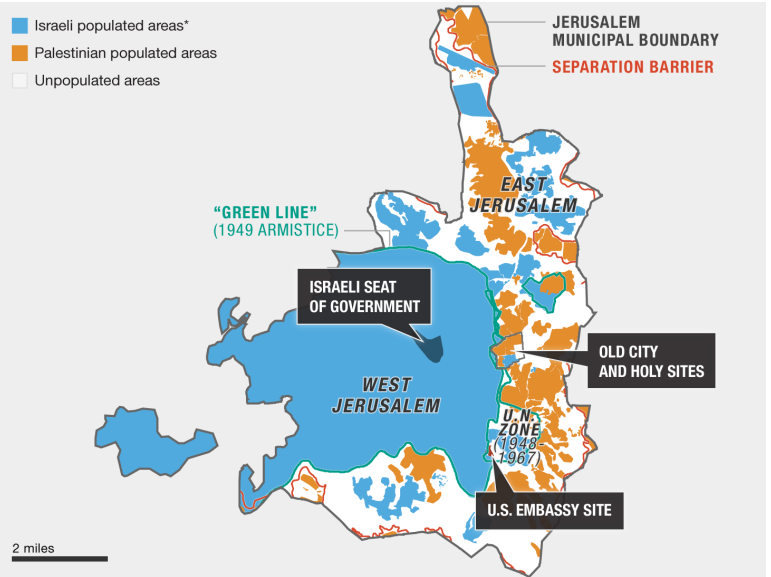 Israeli populated areas*
Palestinian populated areas
Unpopulated areas
JERUSALEM
MUNICIPAL BOUNDARY
SEPARATION BARRIER
EAST
JERUSALEM
“GREEN LINE”
(1949 ARMISTICE)
ISRAELI SEAT
OF GOVERNMENT
OLD CITY
AND HOLY SITES
WEST
JERUSALEM
U.N.
ZONE
(1948-
1967)
U.S. EMBASSY SITE
2 miles